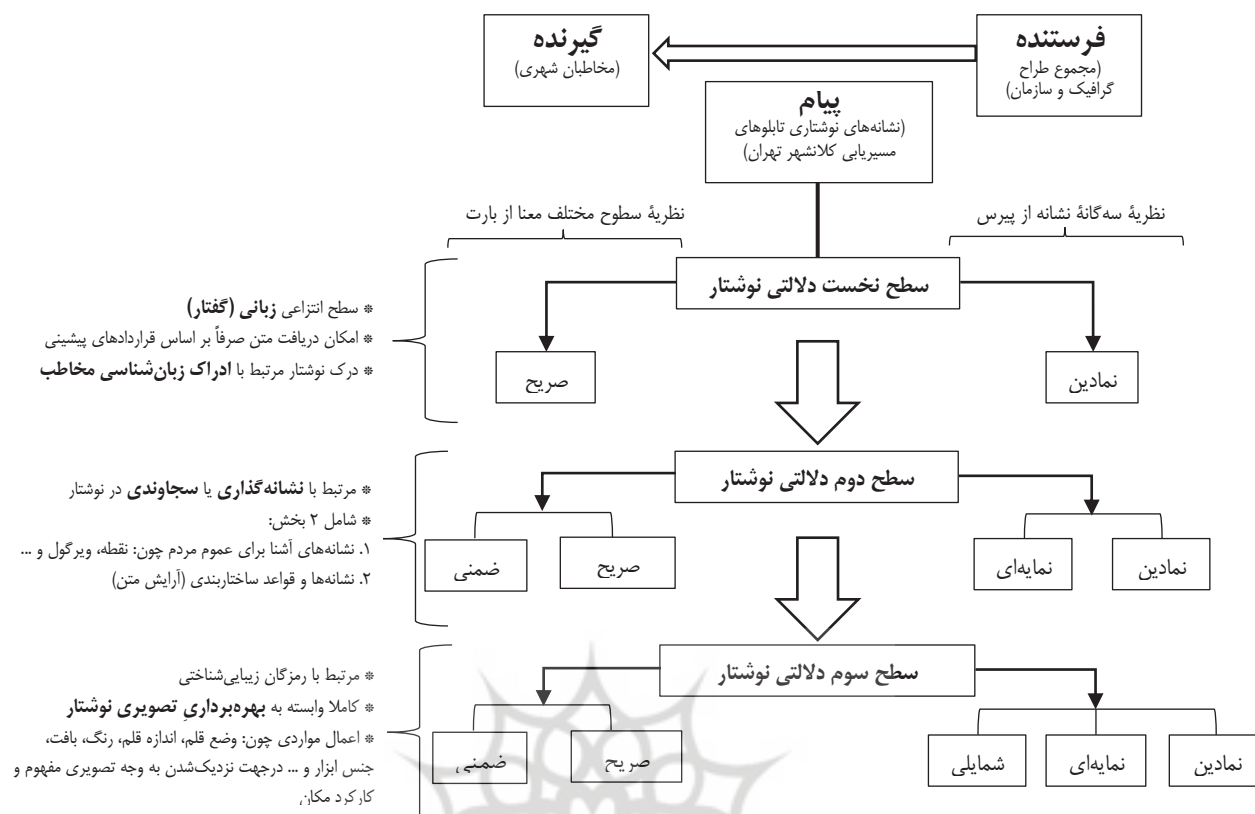 فرستنده
(مجموع طراح
گرافیک و سازمان)
گیرنده
(مخاطبان شهری)
پیام
(نشانه‌های نوشتاری تابلوهای
مسیریابی کلانشهر تهران)
نظریهٔ سه‌گانهٔ نشانه از پیرس
نظریهٔ سطوح مختلف معنا از بارت
سطح نخست دلالتی نوشتار
نمادین
صریح
* سطح انتزاعی زبانی (گفتار)
* امکان دریافت متن صرفاً بر اساس قراردادهای پیشینی
* درک نوشتار مرتبط با ادراک زبان‌شناسی مخاطب
سطح دوم دلالتی نوشتار
نمادین
نمایه‌ای
صریح
ضمنی
* مرتبط با نشانه‌گذاری یا سجاوندی در نوشتار
* شامل ۲ بخش:
۱. نشانه‌های آشنا برای عموم مردم چون: نقطه، ویرگول و ...
۲. نشانه‌ها و قواعد ساختاربندی (آرایش متن)
سطح سوم دلالتی نوشتار
نمادین
نمایه‌ای
شمایلی
صریح
ضمنی
* مرتبط با رمزگان زیبایی‌شناختی
* کاملا وابسته به بهره‌برداریِ تصویری نوشتار
* اعمال مواردی چون: وضع قلم، اندازه قلم، رنگ، بافت،
جنس ابزار و ... درجهت نزدیک‌شدن به وجه تصویری مفهوم و
کارکرد مکان